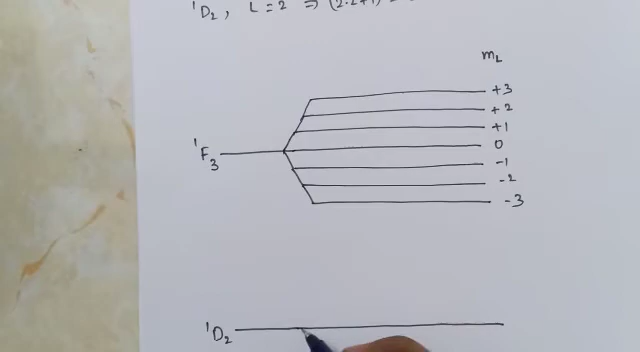 ¹D₂, L = 2 ⇒ (2·2+1)
m_L
+3
+2
+1
¹F₃ 0
-1
-2
-3
¹D₂